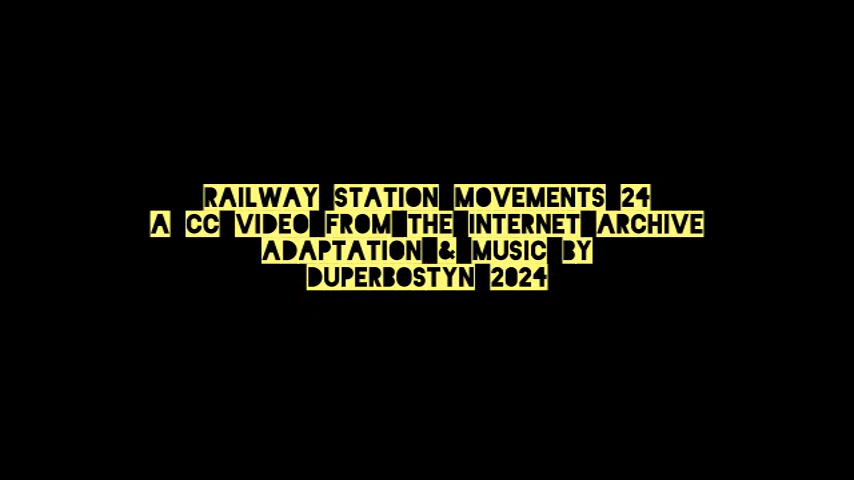 RAILWAY STATION MOVEMENTS 24
A CC VIDEO FROM THE INTERNET ARCHIVE
ADAPTATION & MUSIC BY
DUPERBOSTYN 2024